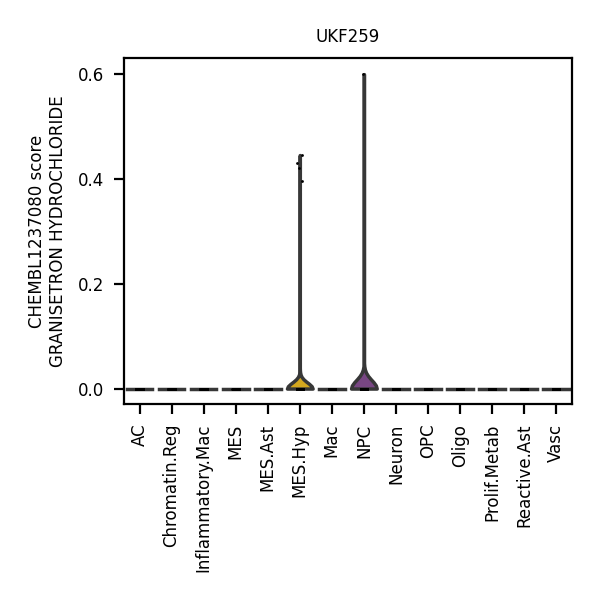 UKF259
CHEMBL1237080 score
GRANISETRON HYDROCHLORIDE
0.6
0.4
0.2
0.0
AC
Chromatin.Reg
Inflammatory.Mac
MES
MES.Ast
MES.Hyp
Mac
NPC
Neuron
OPC
Oligo
Prolif.Metab
Reactive.Ast
Vasc